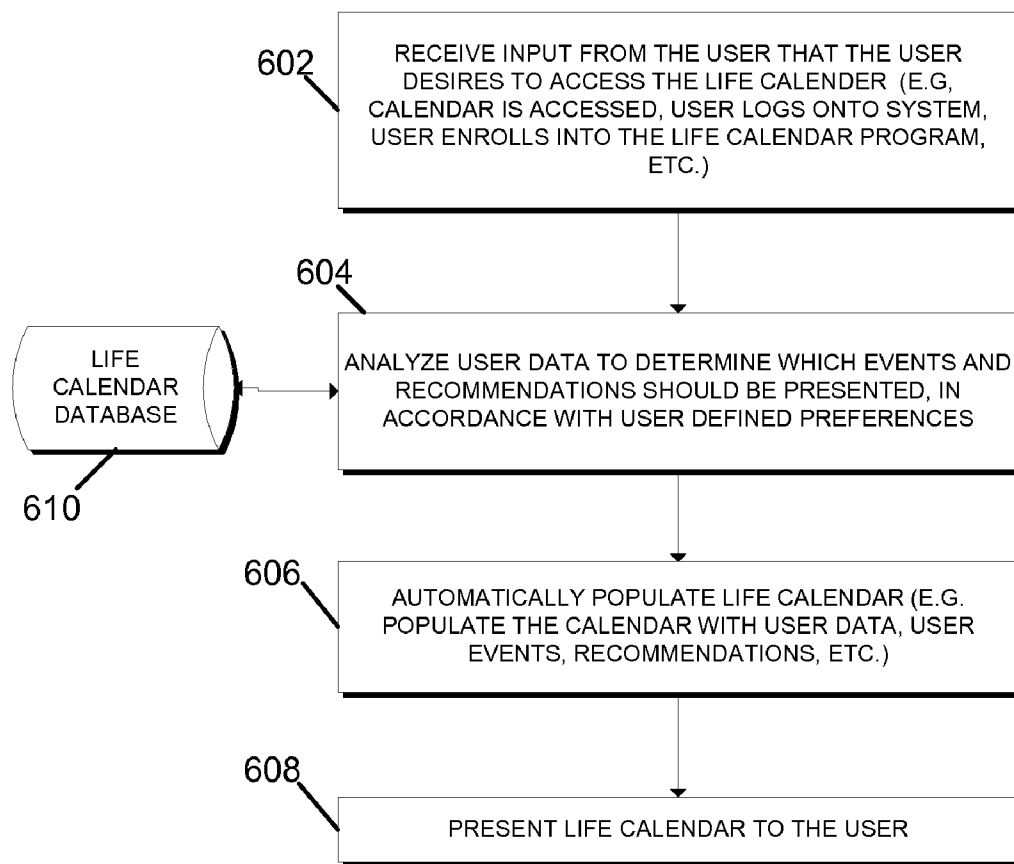 602
RECEIVE INPUT FROM THE USER THAT THE USER
DESIRES TO ACCESS THE LIFE CALENDER (E.G,
CALENDAR IS ACCESSED, USER LOGS ONTO SYSTEM,
USER ENROLLS INTO THE LIFE CALENDAR PROGRAM,
ETC.)
604
LIFE
CALENDAR
DATABASE
610
ANALYZE USER DATA TO DETERMINE WHICH EVENTS AND
RECOMMENDATIONS SHOULD BE PRESENTED, IN
ACCORDANCE WITH USER DEFINED PREFERENCES
606
AUTOMATICALLY POPULATE LIFE CALENDAR (E.G.
POPULATE THE CALENDAR WITH USER DATA, USER
EVENTS, RECOMMENDATIONS, ETC.)
608
PRESENT LIFE CALENDAR TO THE USER